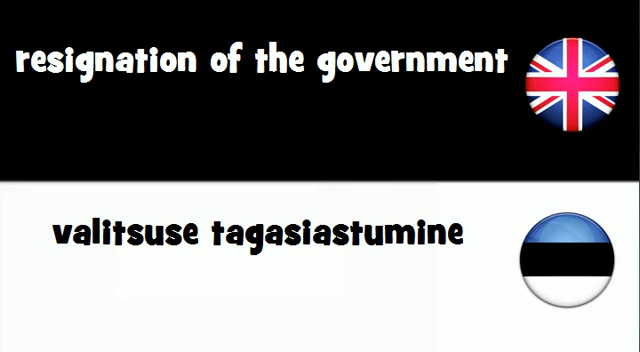 resignation of the government
valitsuse tagasiastumine